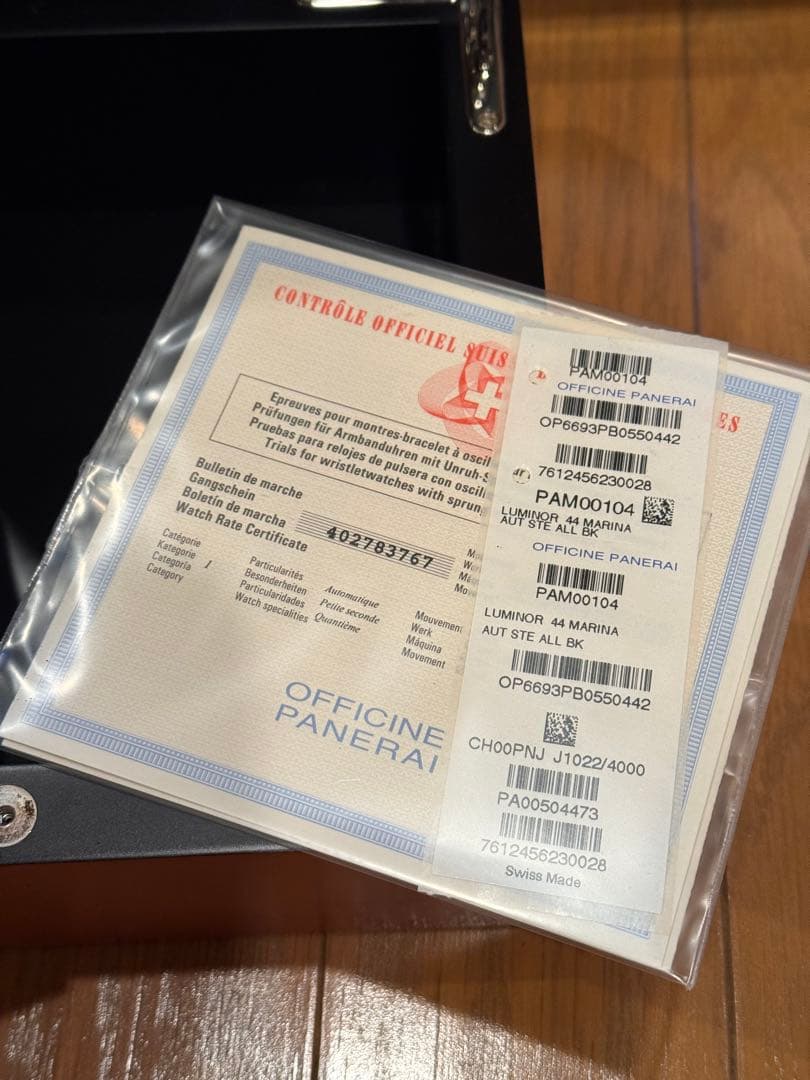 CONTRÔLE OFFICIEL SUIS
ES
Epreuves pour montres-bracelet à oscil
Prüfungen für Armbanduhren mit Unruh-S
Pruebas para relojes de pulsera con oscil
Trials for wristletwatches with sprun
Bulletin de marche
Gangschein
Boletín de marcha
Watch Rate Certificate
402783767
Catégorie
Kategorie
Categoría
Category
I
Particularités
Besonderheiten
Particularidades
Watch specialities
Automatique
Petite seconde
Quantième
Mouvement
Werk
Máquina
Movement
OFFICINE
PANERAI
PAM00104
OFFICINE PANERAI
OP6693PB0550442
7612456230028
PAM00104
LUMINOR 44 MARINA
AUT STE ALL BK
OFFICINE PANERAI
PAM00104
LUMINOR 44 MARINA
AUT STE ALL BK
OP6693PB0550442
CH00PNJ J1022/4000
PA00504473
7612456230028
Swiss Made